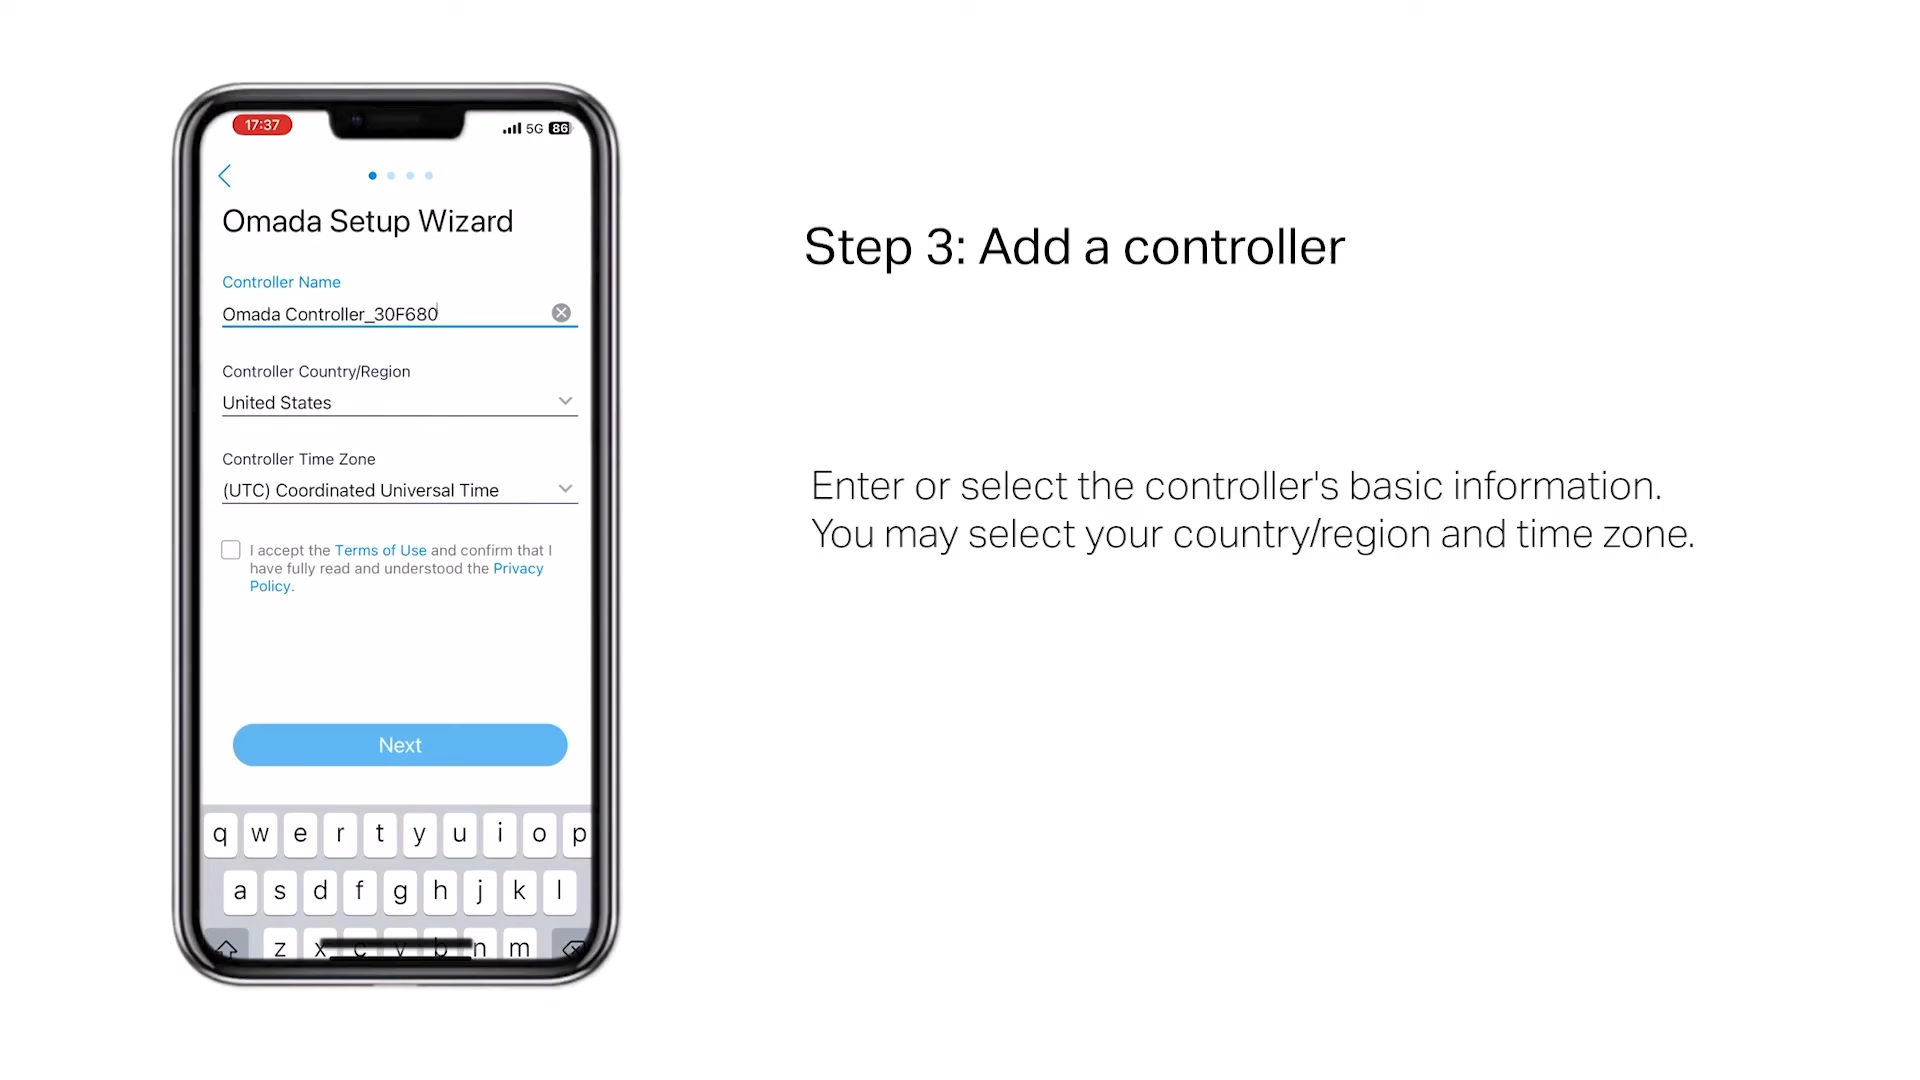 17:37
5G 86
Omada Setup Wizard
Controller Name
Omada Controller_30F680
Controller Country/Region
United States
Controller Time Zone
(UTC) Coordinated Universal Time
I accept the Terms of Use and confirm that I
have fully read and understood the Privacy
Policy.
Next
q w e r t y u i o p
a s d f g h j k l
z x c v b n m
Step 3: Add a controller
Enter or select the controller's basic information.
You may select your country/region and time zone.